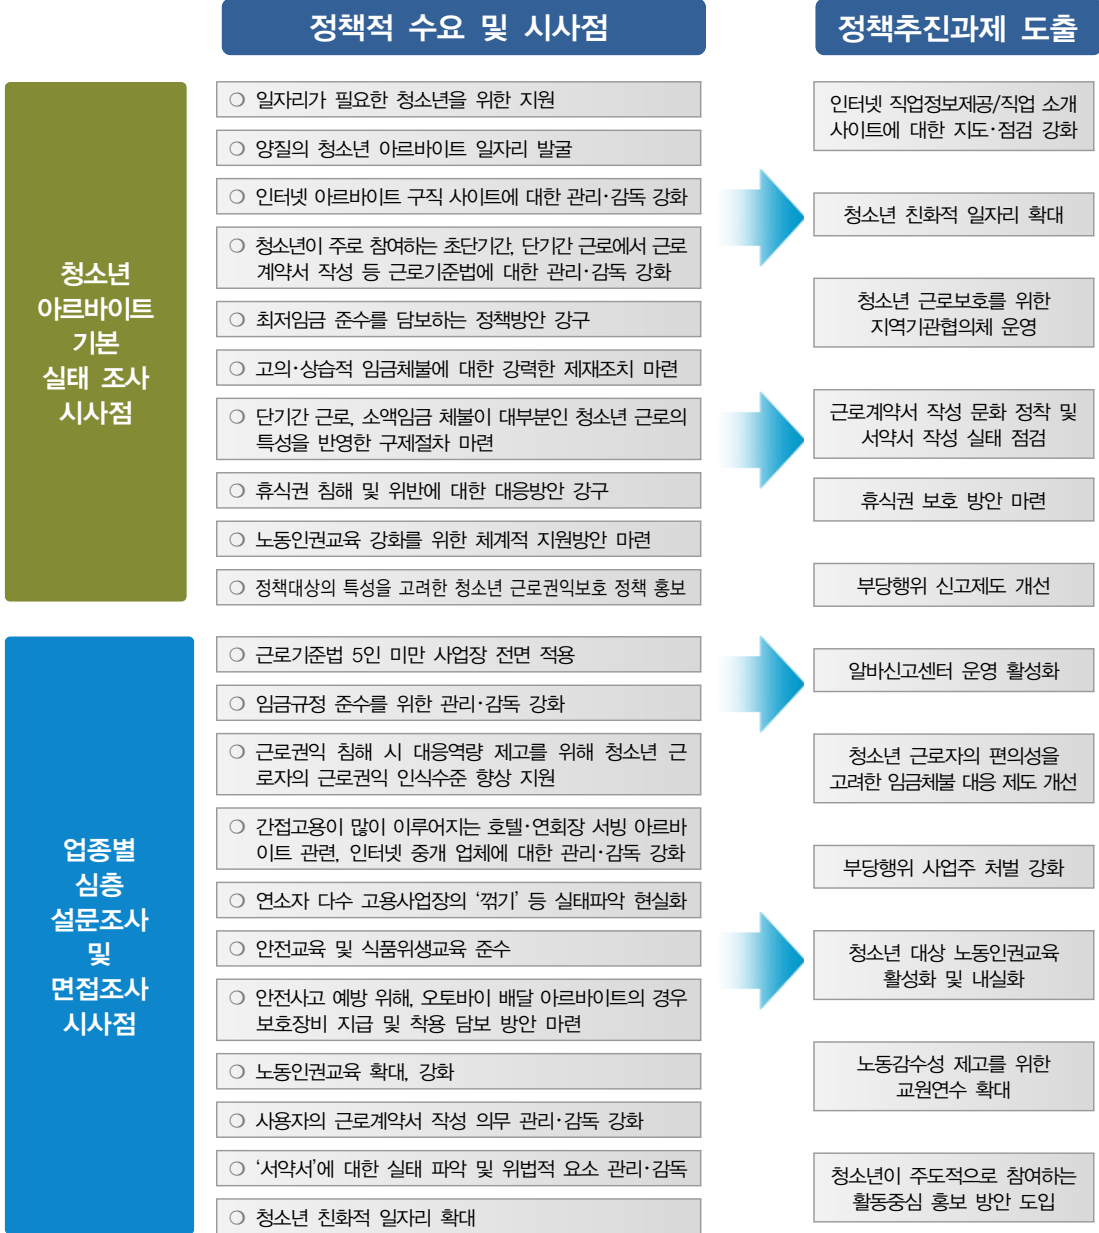 정책적 수요 및 시사점
정책추진과제 도출
청소년
아르바이트
기본
실태 조사
시사점
❍ 일자리가 필요한 청소년을 위한 지원
❍ 양질의 청소년 아르바이트 일자리 발굴
❍ 인터넷 아르바이트 구직 사이트에 대한 관리·감독 강화
❍ 청소년이 주로 참여하는 초단기간, 단기간 근로에서 근로
계약서 작성 등 근로기준법에 대한 관리·감독 강화
❍ 최저임금 준수를 담보하는 정책방안 강구
❍ 고의·상습적 임금체불에 대한 강력한 제재조치 마련
❍ 단기간 근로, 소액임금 체불이 대부분인 청소년 근로의
특성을 반영한 구제절차 마련
❍ 휴식권 침해 및 위반에 대한 대응방안 강구
❍ 노동인권교육 강화를 위한 체계적 지원방안 마련
❍ 정책대상의 특성을 고려한 청소년 근로권익보호 정책 홍보
업종별
심층
설문조사
및
면접조사
시사점
❍ 근로기준법 5인 미만 사업장 전면 적용
❍ 임금규정 준수를 위한 관리·감독 강화
❍ 근로권익 침해 시 대응역량 제고를 위해 청소년 근
로자의 근로권익 인식수준 향상 지원
❍ 간접고용이 많이 이루어지는 호텔·연회장 서빙 아르바
이트 관련, 인터넷 중개 업체에 대한 관리·감독 강화
❍ 연소자 다수 고용사업장의 ‘꺾기’ 등 실태파악 현실화
❍ 안전교육 및 식품위생교육 준수
❍ 안전사고 예방 위해, 오토바이 배달 아르바이트의 경우
보호장비 지급 및 착용 담보 방안 마련
❍ 노동인권교육 확대, 강화
❍ 사용자의 근로계약서 작성 의무 관리·감독 강화
❍ ‘서약서’에 대한 실태 파악 및 위법적 요소 관리·감독
❍ 청소년 친화적 일자리 확대
인터넷 직업정보제공/직업 소개
사이트에 대한 지도·점검 강화
청소년 친화적 일자리 확대
청소년 근로보호를 위한
지역기관협의체 운영
근로계약서 작성 문화 정착 및
서약서 작성 실태 점검
휴식권 보호 방안 마련
부당행위 신고제도 개선
알바신고센터 운영 활성화
청소년 근로자의 편의성을
고려한 임금체불 대응 제도 개선
부당행위 사업주 처벌 강화
청소년 대상 노동인권교육
활성화 및 내실화
노동감수성 제고를 위한
교원연수 확대
청소년이 주도적으로 참여하는
활동중심 홍보 방안 도입